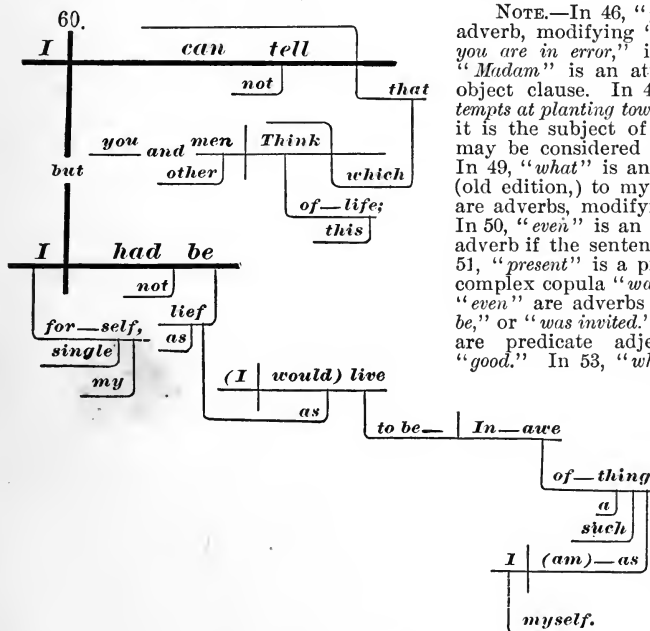 60.
I can tell
not
that
you and men Think
other
which
of—life;
this
but
I had be
not
lief
as
for—self,
single
my
(I would) live
as
to be— In—awe
of—thing
a
such
I (am)—as
myself.
NOTE.—In 46, "
adverb, modifying "
you are in error," i
"Madam" is an at
object clause. In 4
tempts at planting tow
it is the subject of
may be considered
In 49, "what" is an
(old edition,) to my
are adverbs, modify
In 50, "even" is an
adverb if the senten
51, "present" is a p
complex copula "wa
"even" are adverbs
be," or "was invited.'
are predicate adje
"good." In 53, "wh